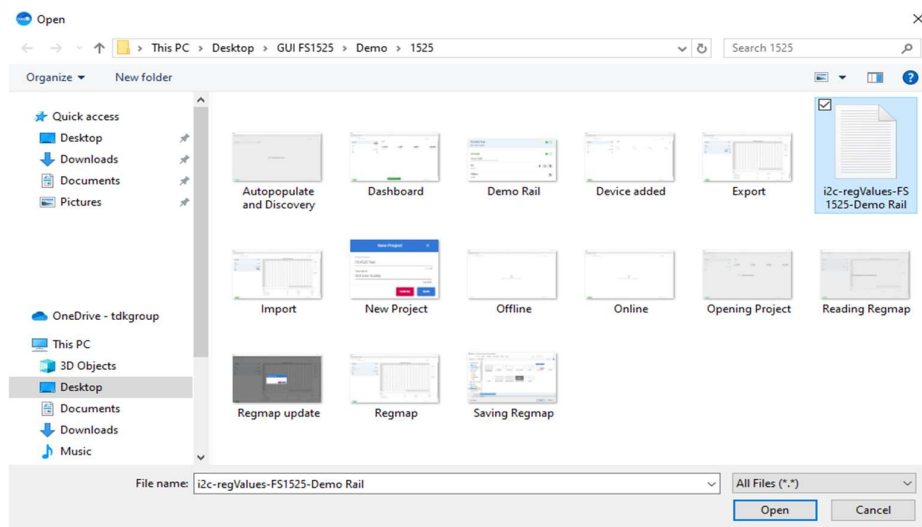 Open
This PC > Desktop > GUI FS1525 > Demo > 1525
Search 1525
Organize
New folder
Quick access
Desktop
Downloads
Documents
Pictures
OneDrive - tdkgroup
This PC
3D Objects
Desktop
Documents
Downloads
Music
Autopopulate
and Discovery
Dashboard
Demo Rail
Device added
Export
i2c-regValues-FS
1525-Demo Rail
Import
New Project
Offline
Online
Opening Project
Reading Regmap
Regmap update
Regmap
Saving Regmap
File name:
i2c-regValues-FS1525-Demo Rail
All Files (*.*)
Open
Cancel